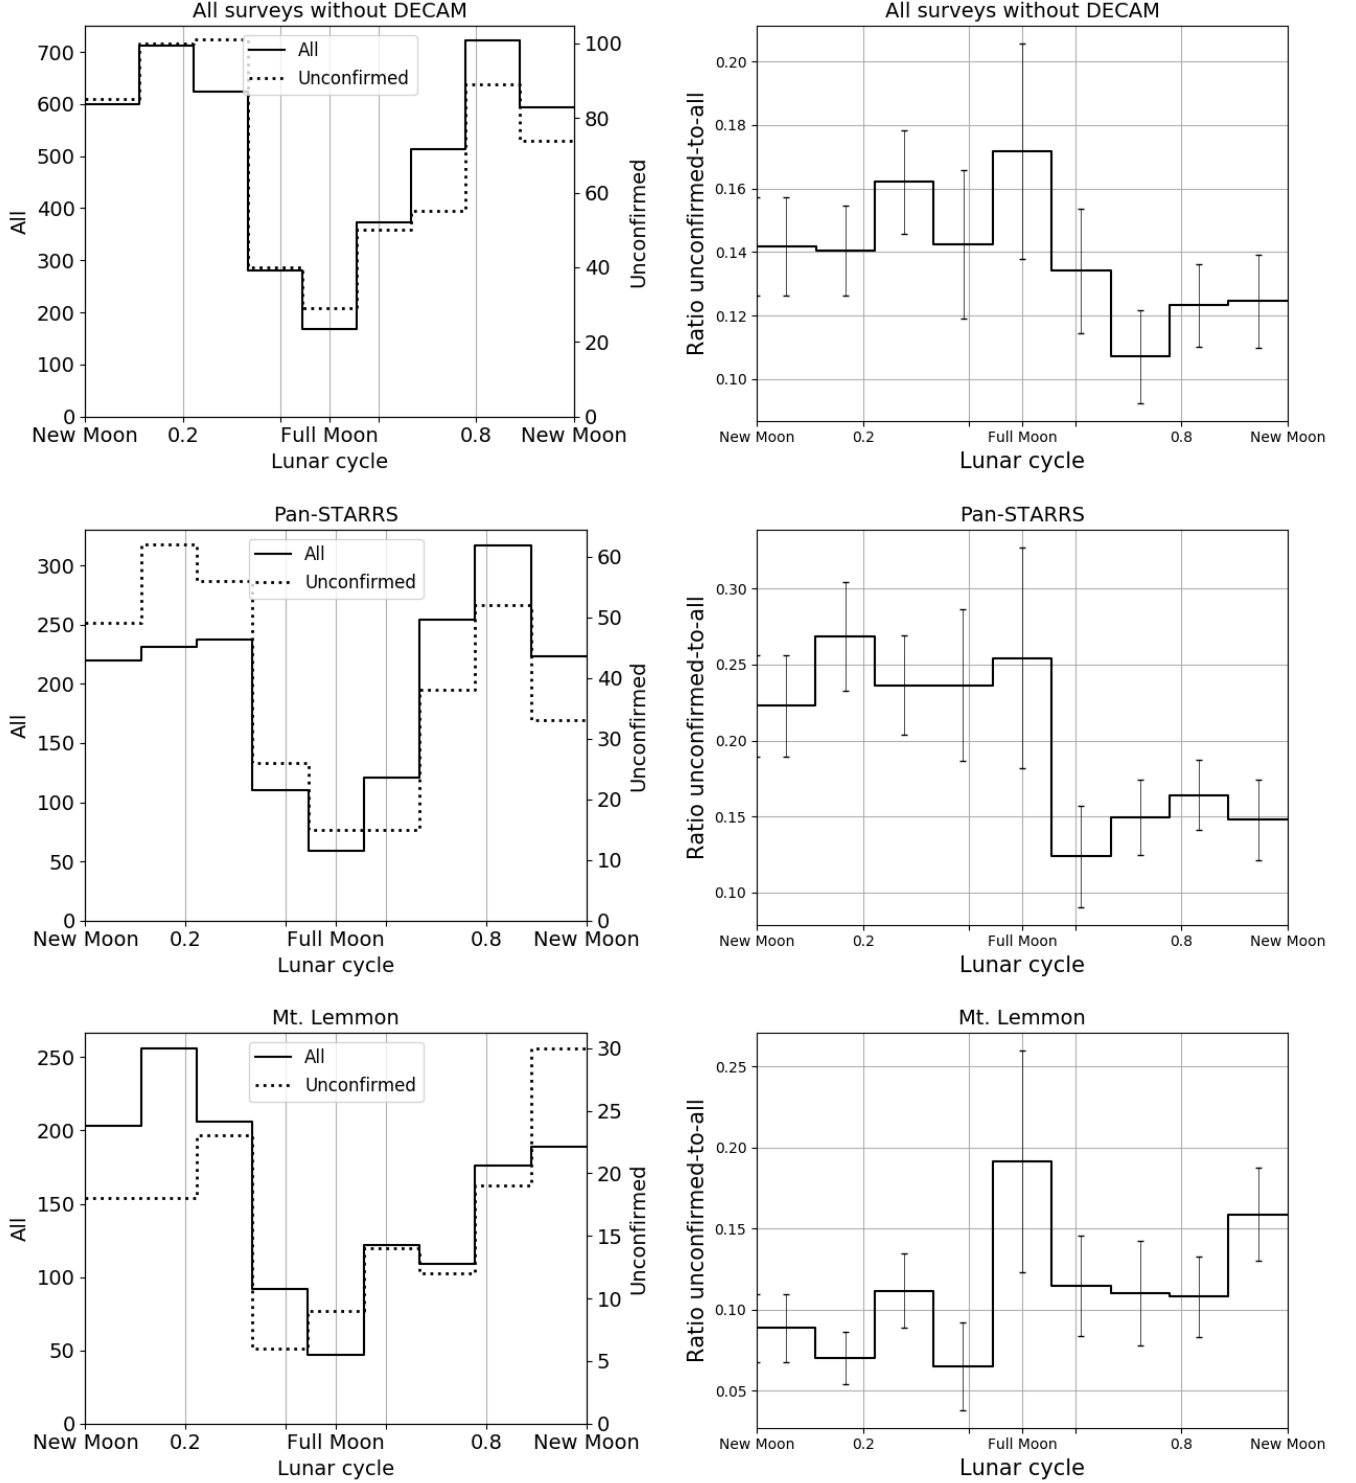 All surveys without DECAM
700
600
500
400
300
200
100
0
All
All
Unconfirmed
100
80
60
40
20
0
Unconfirmed
New Moon 0.2 Full Moon 0.8 New Moon
Lunar cycle
All surveys without DECAM
0.20
0.18
0.16
0.14
0.12
0.10
Ratio unconfirmed-to-all
New Moon 0.2 Full Moon 0.8 New Moon
Lunar cycle
Pan-STARRS
300
250
200
150
100
50
0
All
All
Unconfirmed
60
50
40
30
20
10
0
Unconfirmed
New Moon 0.2 Full Moon 0.8 New Moon
Lunar cycle
Pan-STARRS
0.30
0.25
0.20
0.15
0.10
Ratio unconfirmed-to-all
New Moon 0.2 Full Moon 0.8 New Moon
Lunar cycle
Mt. Lemmon
250
200
150
100
50
0
All
All
Unconfirmed
30
25
20
15
10
5
0
Unconfirmed
New Moon 0.2 Full Moon 0.8 New Moon
Lunar cycle
Mt. Lemmon
0.25
0.20
0.15
0.10
0.05
Ratio unconfirmed-to-all
New Moon 0.2 Full Moon 0.8 New Moon
Lunar cycle